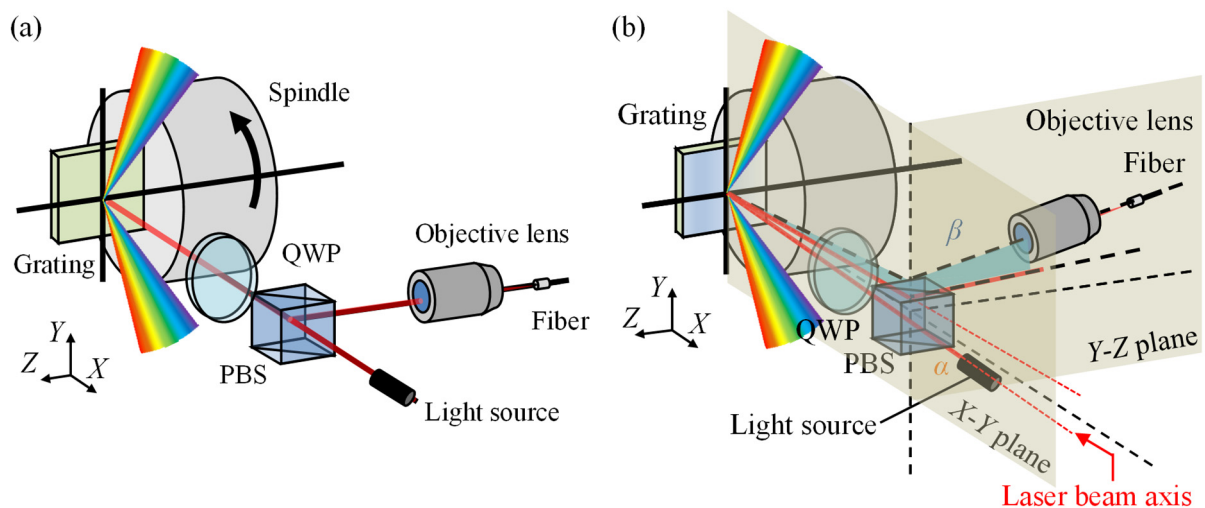 (a)
Spindle
Grating
QWP
Objective lens
Fiber
PBS
Light source
Y
Z
X
(b)
Grating
Objective lens
Fiber
β
QWP
PBS
α
Y
Z
X
Y-Z plane
X-Y plane
Light source
Laser beam axis